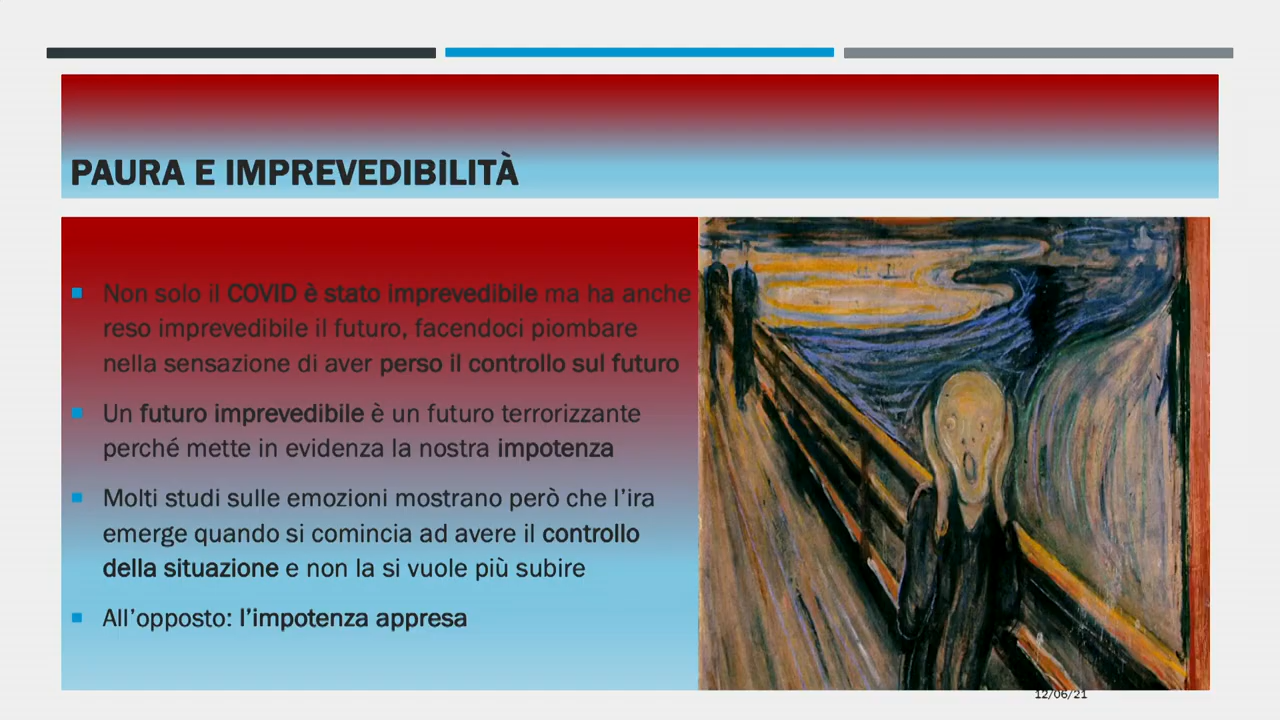 PAURA E IMPREVEDIBILITÀ
Non solo il COVID è stato imprevedibile ma ha anche
reso imprevedibile il futuro, facendoci piombare
nella sensazione di aver perso il controllo sul futuro
Un futuro imprevedibile è un futuro terrorizzante
perché mette in evidenza la nostra impotenza
Molti studi sulle emozioni mostrano però che l’ira
emerge quando si comincia ad avere il controllo
della situazione e non la si vuole più subire
All’opposto: l’impotenza appresa
12/06/21